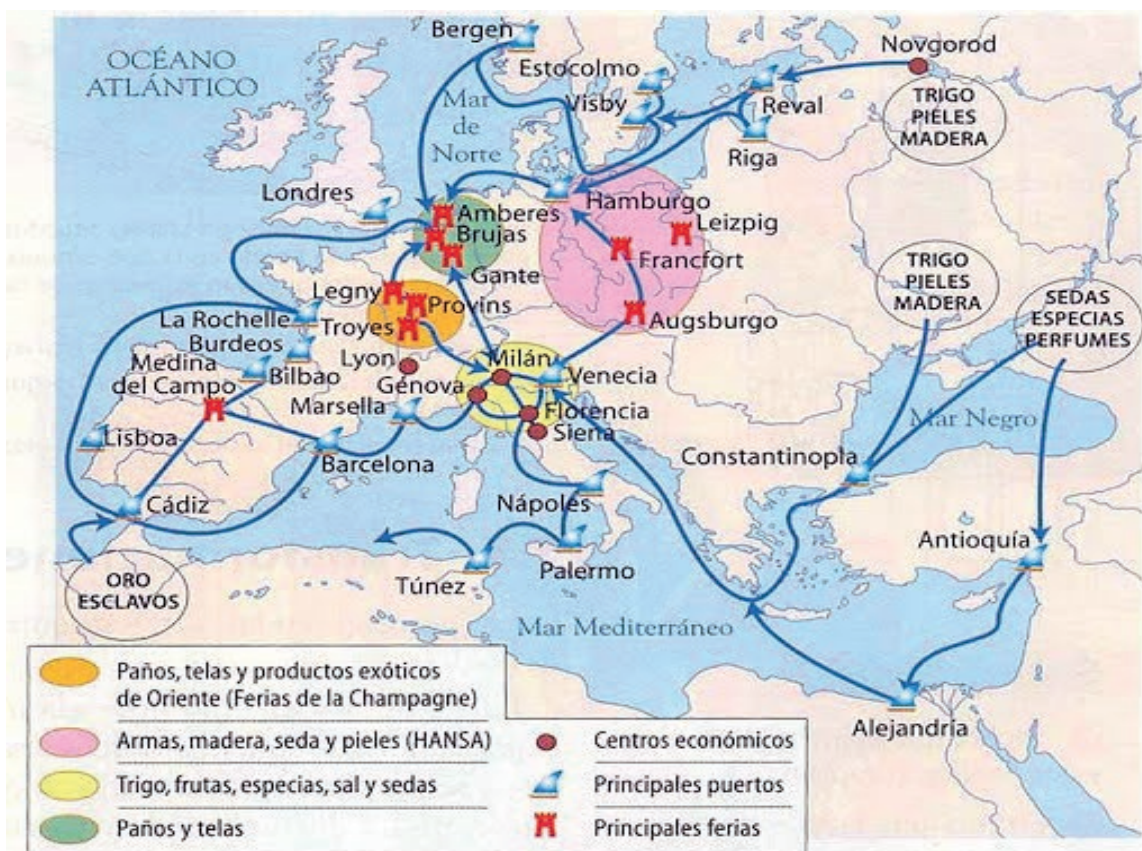 Bergen
OCÉANO
ATLÁNTICO
Novgorod
Estocolmo
Mar
de
Norte
Visby
Reval
TRIGO
PIELES
MADERA
Riga
Londres
Hamburgo
Amberes
Brujas
Leizpig
Francfort
Gante
TRIGO
PIELES
MADERA
SEDAS
ESPECIAS
PERFUMES
Legny
Provins
La Rochelle
Troyes
Augsburgo
Burdeos
Lyon
Milán
Medina
del Campo
Bilbao
Génova
Venecia
Marsella
Florencia
Siena
Mar Negro
Lisboa
Barcelona
Constantinopla
Cádiz
Nápoles
Antioquía
ORO
ESCLAVOS
Túnez
Palermo
Mar Mediterráneo
Alejandría
Paños, telas y productos exóticos
de Oriente (Ferias de la Champagne)
Armas, madera, seda y pieles (HANSA)
Trigo, frutas, especias, sal y sedas
Paños y telas
Centros económicos
Principales puertos
Principales ferias